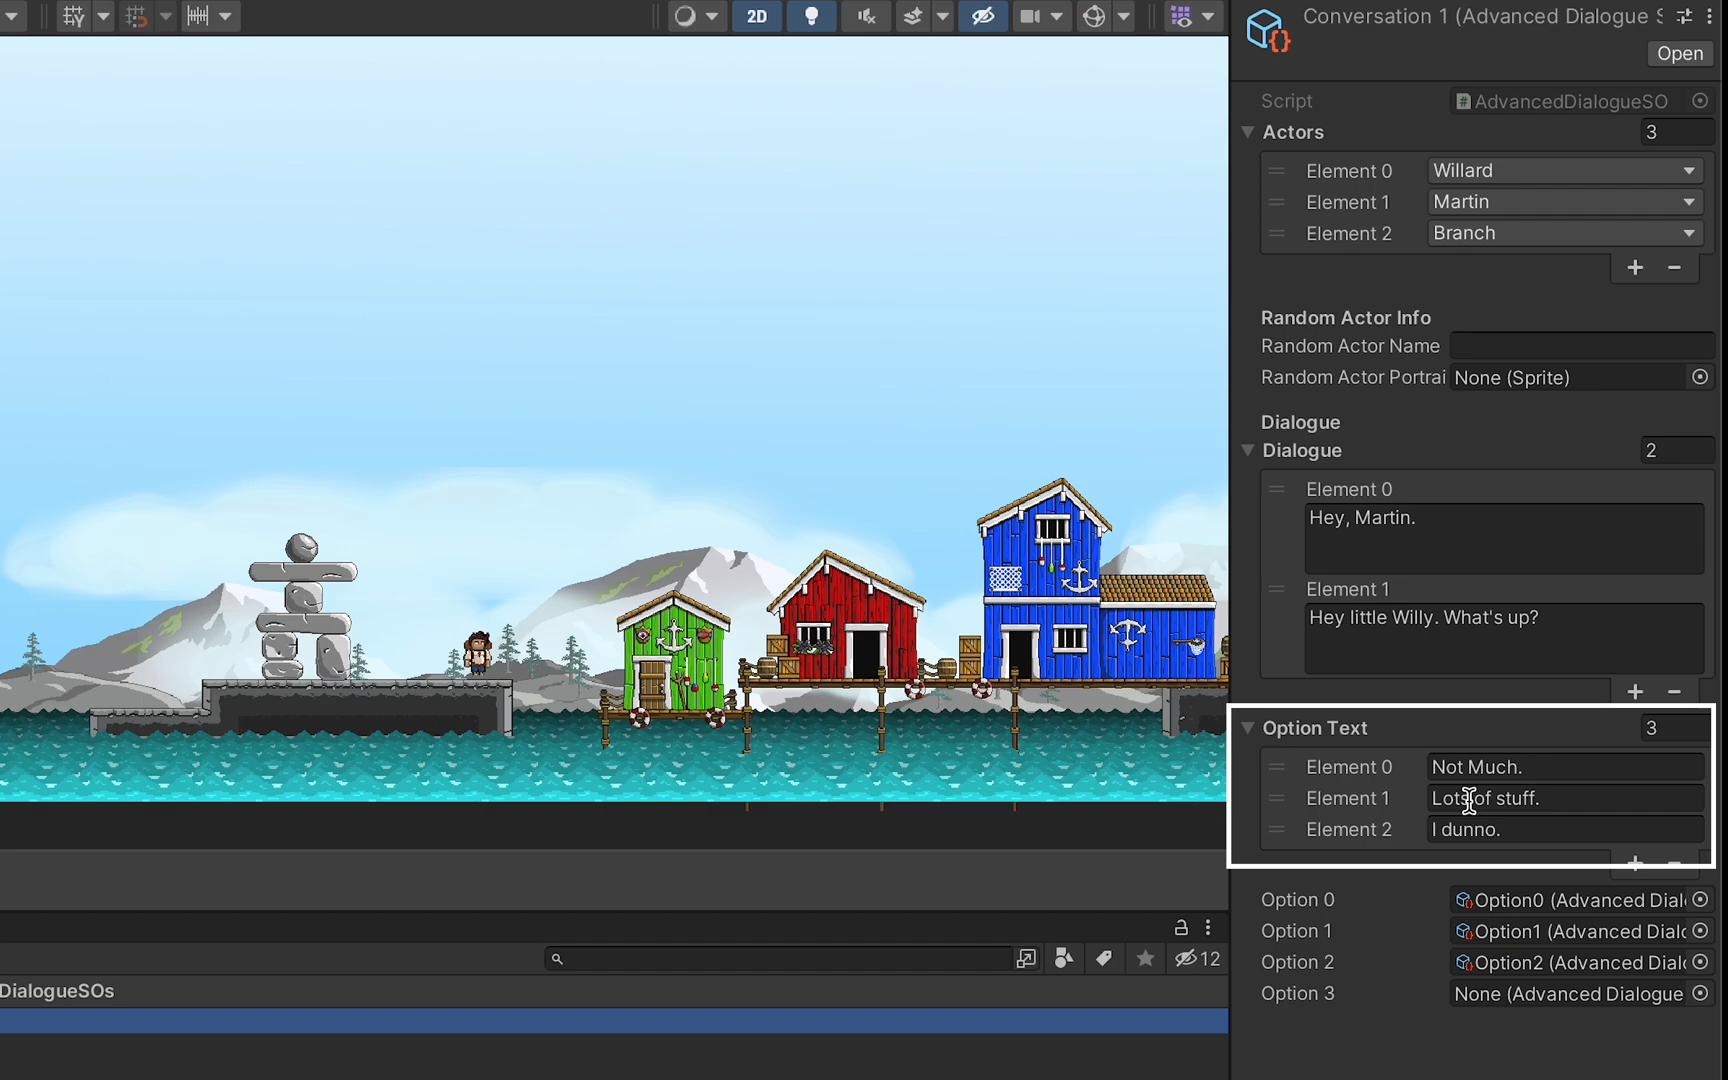 2D
Conversation 1 (Advanced Dialogue S
Open
Script
AdvancedDialogueSO
Actors
3
Element 0
Willard
Element 1
Martin
Element 2
Branch
Random Actor Info
Random Actor Name
Random Actor Portrai
None (Sprite)
Dialogue
Dialogue
2
Element 0
Hey, Martin.
Element 1
Hey little Willy. What's up?
Option Text
3
Element 0
Not Much.
Element 1
Lots of stuff.
Element 2
I dunno.
Option 0
Option0 (Advanced Dial
Option 1
Option1 (Advanced Dial
Option 2
Option2 (Advanced Dial
Option 3
None (Advanced Dialogue
12
DialogueSOs